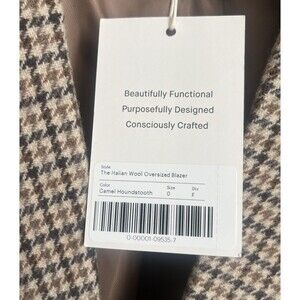 Beautifully Functional
Purposefully Designed
Consciously Crafted
Style
The Italian Wool Oversized Blazer
Color
Size
Qty
Camel Houndstooth
0
0-00001-09535-7